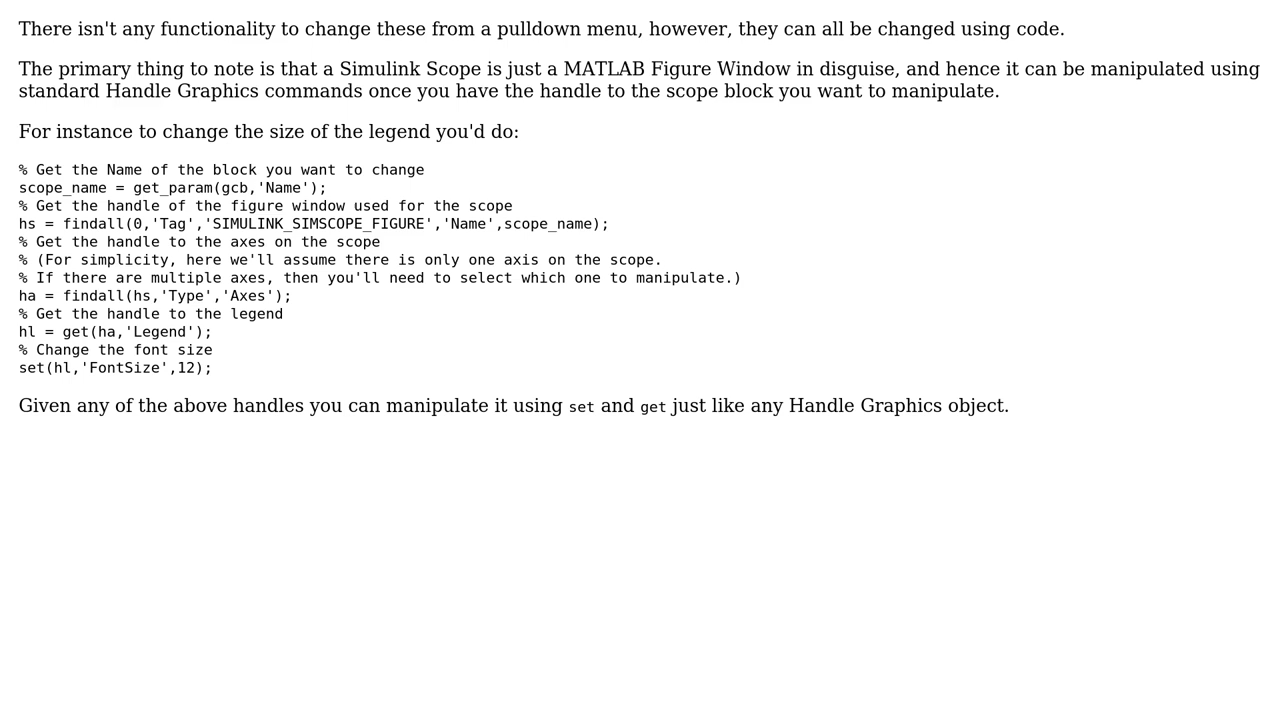 There isn't any functionality to change these from a pulldown menu, however, they can all be changed using code.
The primary thing to note is that a Simulink Scope is just a MATLAB Figure Window in disguise, and hence it can be manipulated using
standard Handle Graphics commands once you have the handle to the scope block you want to manipulate.
For instance to change the size of the legend you'd do:
% Get the Name of the block you want to change
scope_name = get_param(gcb,'Name');
% Get the handle of the figure window used for the scope
hs = findall(0,'Tag','SIMULINK_SIMSCOPE_FIGURE','Name',scope_name);
% Get the handle to the axes on the scope
% (For simplicity, here we'll assume there is only one axis on the scope.
% If there are multiple axes, then you'll need to select which one to manipulate.)
ha = findall(hs,'Type','Axes');
% Get the handle to the legend
hl = get(ha,'Legend');
% Change the font size
set(hl,'FontSize',12);
Given any of the above handles you can manipulate it using set and get just like any Handle Graphics object.